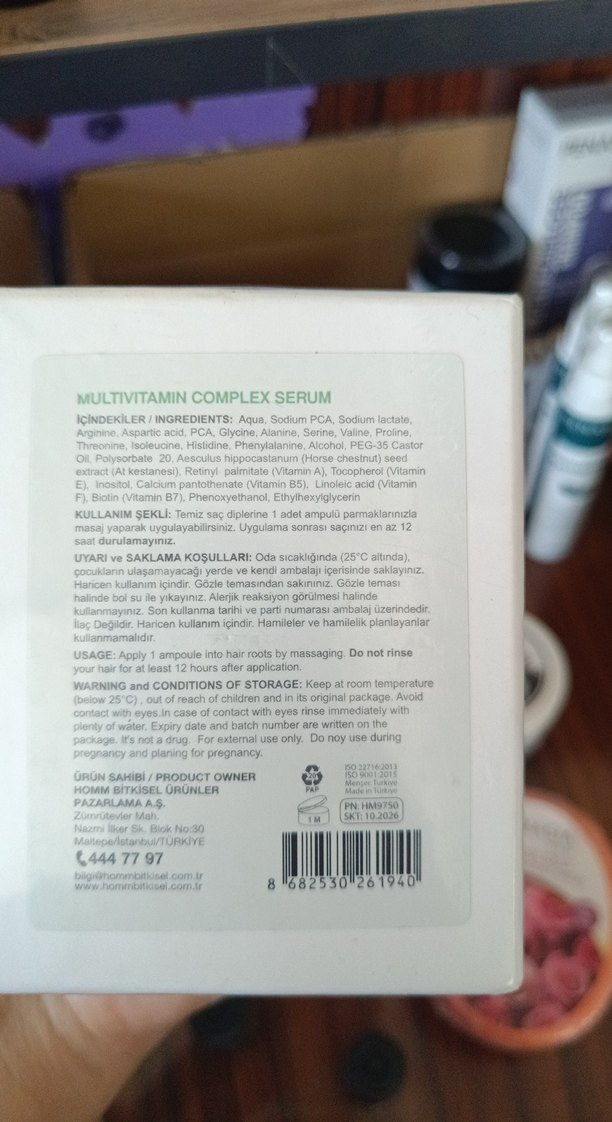 MULTIVITAMIN COMPLEX SERUM
İÇİNDEKİLER / INGREDIENTS: Aqua, Sodium PCA, Sodium lactate,
Arginine, Aspartic acid, PCA, Glycine, Alanine, Serine, Valine, Proline,
Threonine, Isoleucine, Histidine, Phenylalanine, Alcohol, PEG-35 Castor
Oil, Polysorbate 20, Aesculus hippocastanum (Horse chestnut) seed
extract (At kestanesi), Retinyl palmitate (Vitamin A), Tocopherol (Vitamin
E), Inositol, Calcium pantothenate (Vitamin B5), Linoleic acid (Vitamin
F), Biotin (Vitamin B7), Phenoxyethanol, Ethylhexylglycerin
KULLANIM ŞEKLİ: Temiz saç diplerine 1 adet ampulü parmaklarınızla
masaj yaparak uygulayabilirsiniz. Uygulama sonrası saçınızı en az 12
saat durulamayınız.
UYARI ve SAKLAMA KOŞULLARI: Oda sıcaklığında (25°C altında),
çocukların ulaşamayacağı yerde ve kendi ambalajı içerisinde saklayınız.
Haricen kullanım içindir. Gözle temasından sakınınız. Gözle teması
halinde bol su ile yıkayınız. Alerjik reaksiyon görülmesi halinde
kullanmayınız. Son kullanma tarihi ve parti numarası ambalaj üzerindedir.
İlaç Değildir. Haricen kullanım içindir. Hamileler ve hamilelik planlayanlar
kullanmamalıdır.
USAGE: Apply 1 ampoule into hair roots by massaging. Do not rinse
your hair for at least 12 hours after application.
WARNING and CONDITIONS OF STORAGE: Keep at room temperature
(below 25°C) , out of reach of children and in its original package. Avoid
contact with eyes.In case of contact with eyes rinse immediately with
plenty of water. Expiry date and batch number are written on the
package. It's not a drug. For external use only. Do noy use during
pregnancy and planing for pregnancy.
ÜRÜN SAHİBİ / PRODUCT OWNER
HOMM BİTKİSEL ÜRÜNLER
PAZARLAMA A.Ş.
Zümrütevler Mah.
Nazmi İlker Sk. Blok No:30
Maltepe/İstanbul/TÜRKİYE
444 77 97
bilgi@hommbitkisel.com.tr
www.hommbitkisel.com.tr
20
PAP
1 M
ISO 22716:2013
ISO 9001:2015
Menşei: Türkiye
Made in Türkiye
PN: HM9750
SKT: 10.2026
8 682530 261940